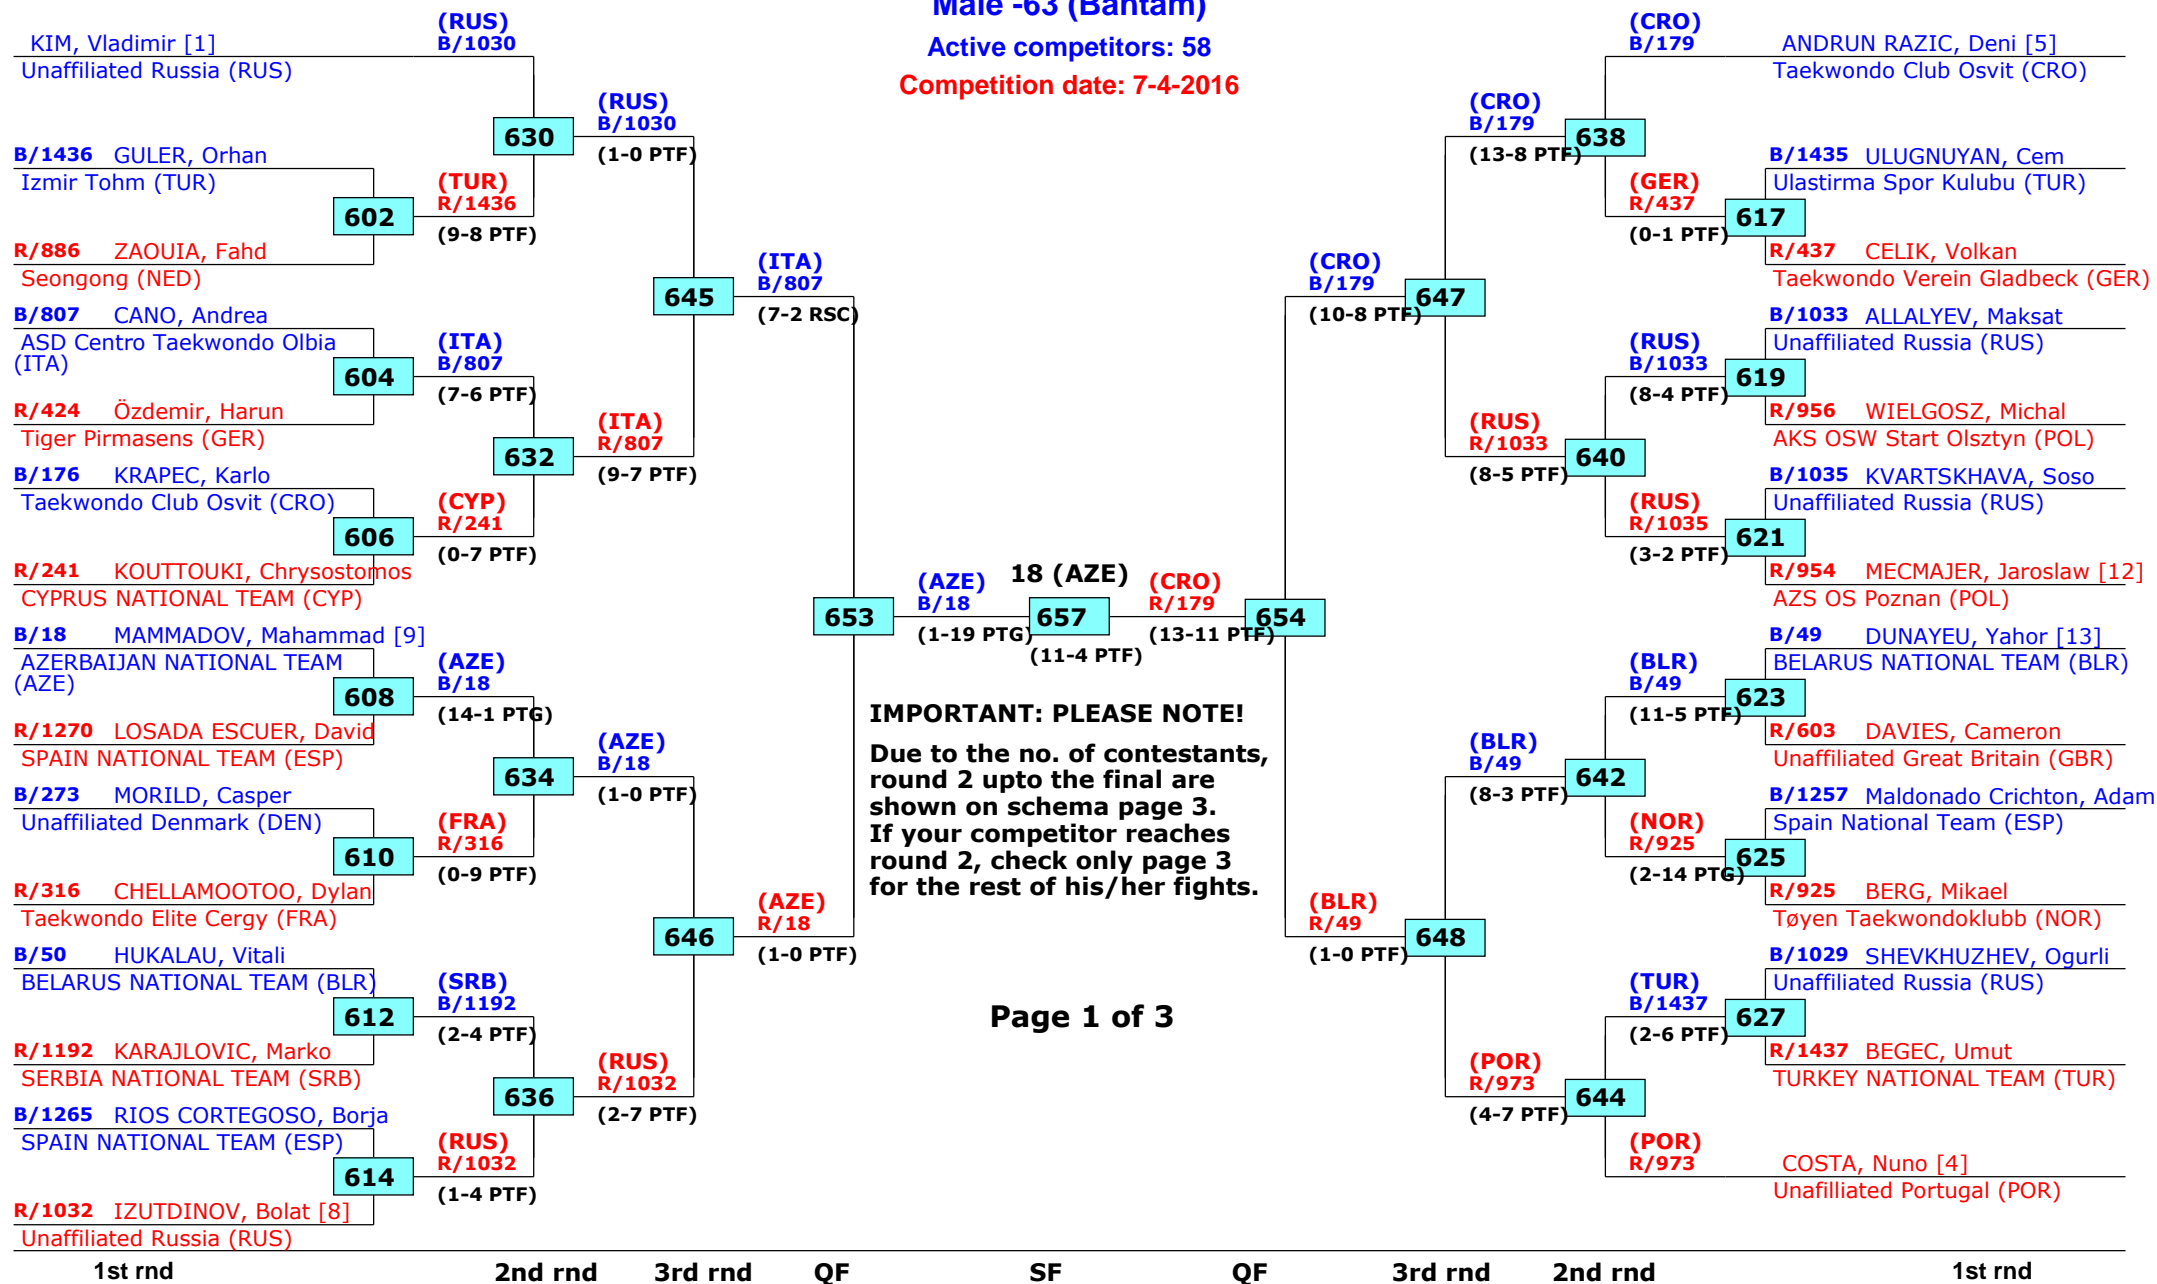 Male -63 (Bantam)
Active competitors: 58
Competition date: 7-4-2016
KIM, Vladimir [1]
Unaffiliated Russia (RUS)
(RUS)
B/1030
B/1436 GULER, Orhan
Izmir Tohm (TUR)
602
R/886 ZAOUIA, Fahd
Seongong (NED)
(TUR)
R/1436
(9-8 PTF)
630
(RUS)
B/1030
(1-0 PTF)
B/807 CANO, Andrea
ASD Centro Taekwondo Olbia
(ITA)
604
R/424 Özdemir, Harun
Tiger Pirmasens (GER)
(ITA)
B/807
(7-6 PTF)
B/176 KRAPEC, Karlo
Taekwondo Club Osvit (CRO)
606
R/241 KOUTTOUKI, Chrysostomos
CYPRUS NATIONAL TEAM (CYP)
(CYP)
R/241
(0-7 PTF)
632
(ITA)
R/807
(9-7 PTF)
645
(ITA)
B/807
(7-2 RSC)
B/18 MAMMADOV, Mahammad [9]
AZERBAIJAN NATIONAL TEAM
(AZE)
608
R/1270 LOSADA ESCUER, David
SPAIN NATIONAL TEAM (ESP)
(AZE)
B/18
(14-1 PTG)
B/273 MORILD, Casper
Unaffiliated Denmark (DEN)
610
R/316 CHELLAMOOTOO, Dylan
Taekwondo Elite Cergy (FRA)
(FRA)
R/316
(0-9 PTF)
634
(AZE)
B/18
(1-0 PTF)
B/50 HUKALAU, Vitali
BELARUS NATIONAL TEAM (BLR)
612
R/1192 KARAJLOVIC, Marko
SERBIA NATIONAL TEAM (SRB)
(SRB)
B/1192
(2-4 PTF)
B/1265 RIOS CORTEGOSO, Borja
SPAIN NATIONAL TEAM (ESP)
614
R/1032 IZUTDINOV, Bolat [8]
Unaffiliated Russia (RUS)
(RUS)
R/1032
(1-4 PTF)
636
(RUS)
R/1032
(2-7 PTF)
646
(AZE)
R/18
(1-0 PTF)
653
(AZE)
B/18
(1-19 PTG)
18 (AZE)
657
(11-4 PTF)
(CRO)
R/179
(13-11 PTF)
654
IMPORTANT: PLEASE NOTE!
Due to the no. of contestants,
round 2 upto the final are
shown on schema page 3.
If your competitor reaches
round 2, check only page 3
for the rest of his/her fights.
Page 1 of 3
(CRO)
B/179
(10-8 PTF)
647
(CRO)
B/179
(13-8 PTF)
638
(CRO)
B/179
ANDRUN RAZIC, Deni [5]
Taekwondo Club Osvit (CRO)
(GER)
R/437
(0-1 PTF)
B/1435 ULUGNUYAN, Cem
Ulastirma Spor Kulubu (TUR)
617
R/437 CELIK, Volkan
Taekwondo Verein Gladbeck (GER)
(RUS)
R/1033
(8-5 PTF)
640
(RUS)
B/1033
(8-4 PTF)
B/1033 ALLALYEV, Maksat
Unaffiliated Russia (RUS)
619
R/956 WIELGOSZ, Michal
AKS OSW Start Olsztyn (POL)
(RUS)
R/1035
(3-2 PTF)
B/1035 KVARTSKHAVA, Soso
Unaffiliated Russia (RUS)
621
R/954 MECMAJER, Jaroslaw [12]
AZS OS Poznan (POL)
(BLR)
R/49
(1-0 PTF)
648
(BLR)
B/49
(8-3 PTF)
642
(BLR)
B/49
(11-5 PTF)
B/49 DUNAYEU, Yahor [13]
BELARUS NATIONAL TEAM (BLR)
623
R/603 DAVIES, Cameron
Unaffiliated Great Britain (GBR)
(NOR)
R/925
(2-14 PTG)
B/1257 Maldonado Crichton, Adam
Spain National Team (ESP)
625
R/925 BERG, Mikael
Tøyen Taekwondoklubb (NOR)
(POR)
R/973
(4-7 PTF)
644
(TUR)
B/1437
(2-6 PTF)
B/1029 SHEVKHUZHEV, Ogurli
Unaffiliated Russia (RUS)
627
R/1437 BEGEC, Umut
TURKEY NATIONAL TEAM (TUR)
(POR)
R/973
COSTA, Nuno [4]
Unafilliated Portugal (POR)
1st rnd 2nd rnd 3rd rnd QF SF QF 3rd rnd 2nd rnd 1st rnd